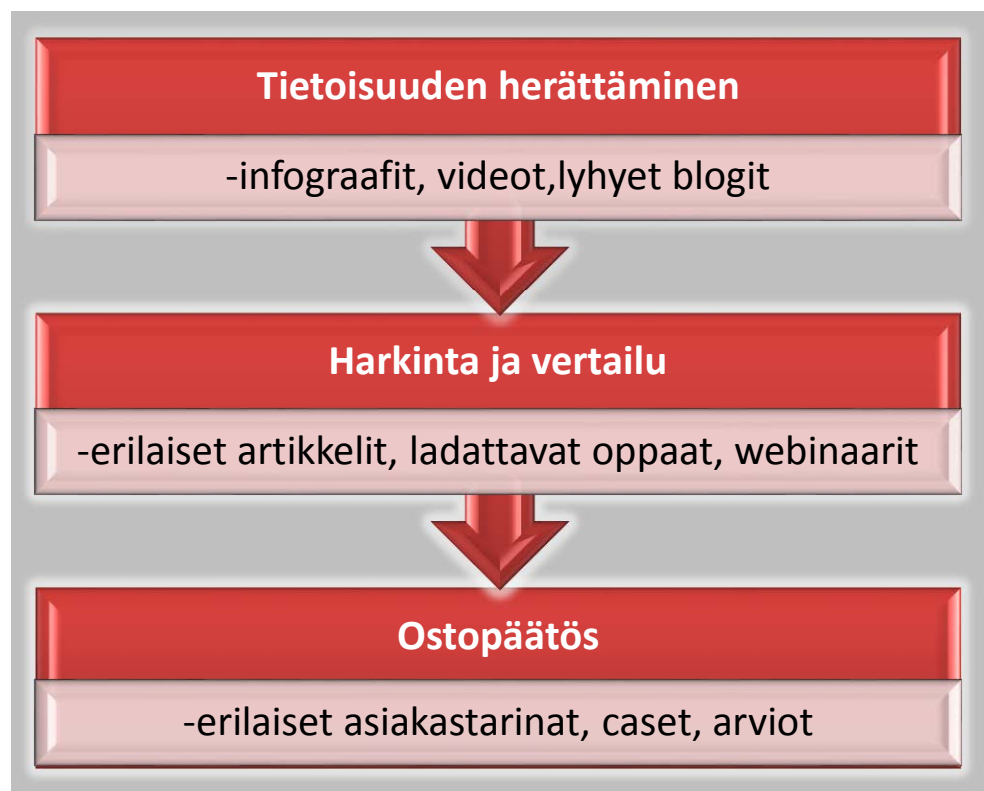 Tietoisuuden herättäminen
-infograafit, videot,lyhyet blogit
Harkinta ja vertailu
-erilaiset artikkelit, ladattavat oppaat, webinaarit
Ostopäätös
-erilaiset asiakastarinat, caset, arviot